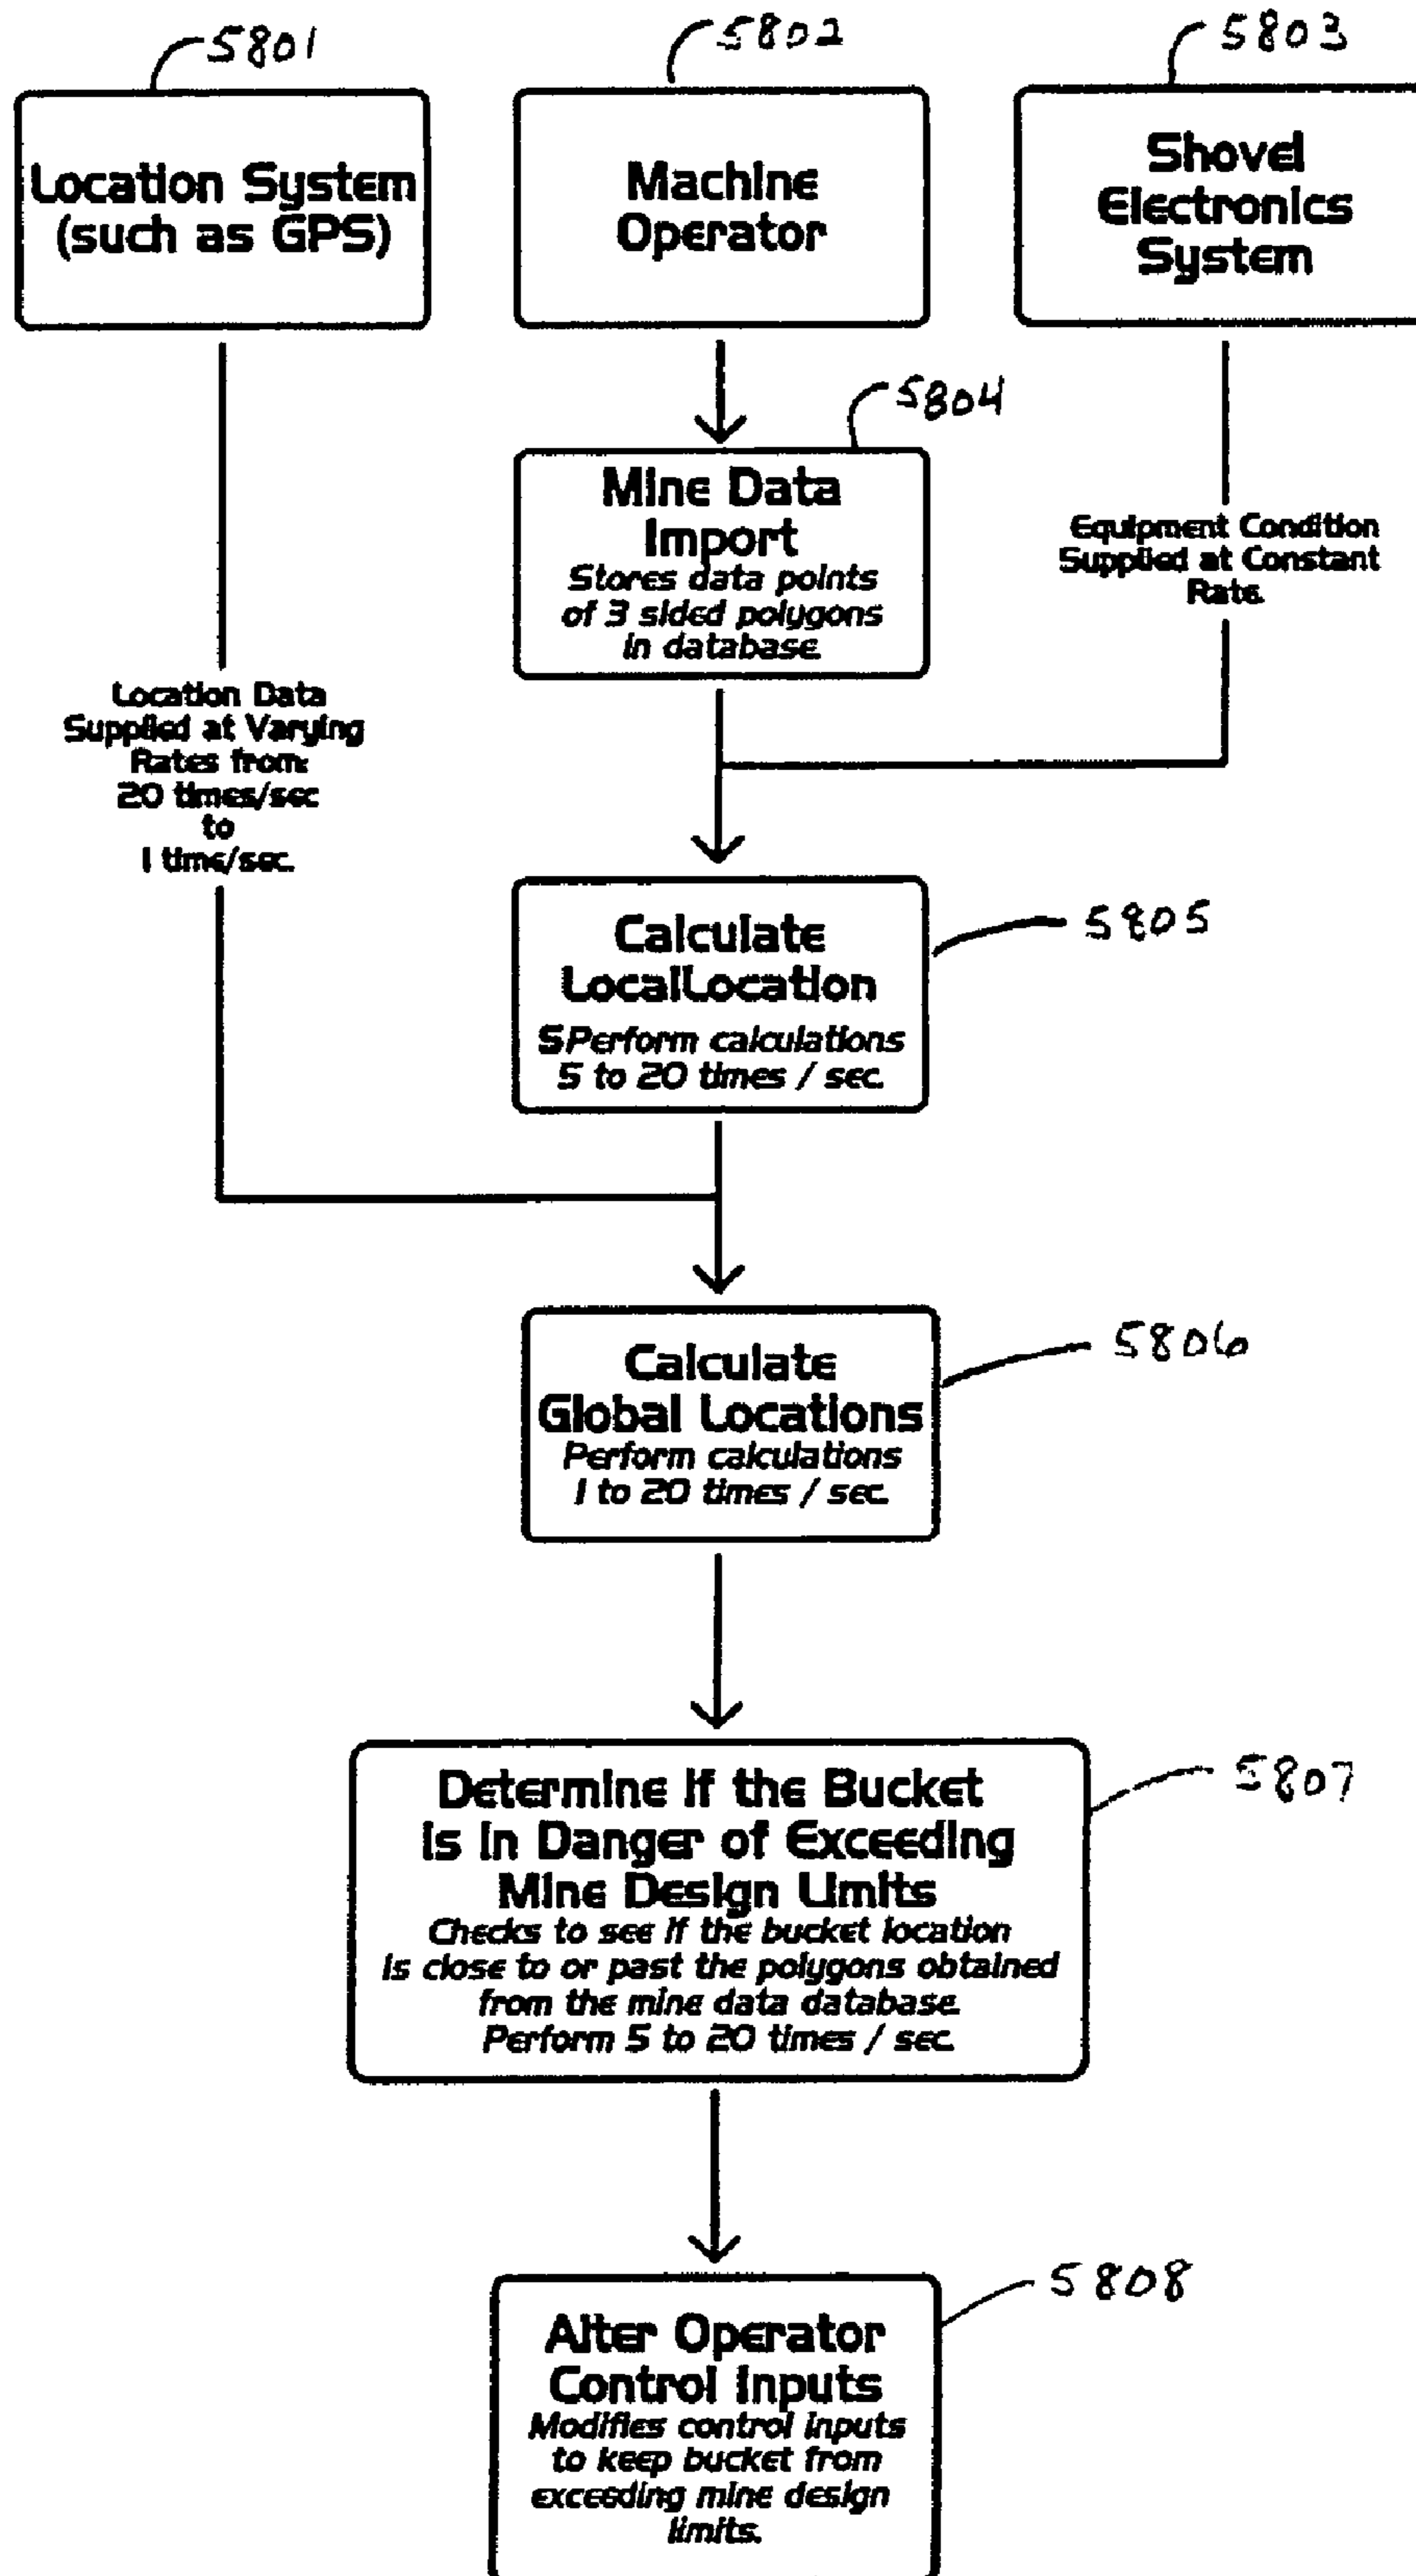 5801
5802
5803
Location System
(such as GPS)
Machine
Operator
Shovel
Electronics
System
5804
Mine Data
Import
Stores data points
of 3 sided polygons
in database.
Equipment Condition
Supplied at Constant
Rate.
Location Data
Supplied at Varying
Rates from:
20 times/sec
to
1 time/sec.
Calculate
LocalLocation
SPerform calculations
5 to 20 times / sec.
5805
Calculate
Global Locations
Perform calculations
1 to 20 times / sec.
5806
Determine if the Bucket
is in Danger of Exceeding
Mine Design Limits
Checks to see if the bucket location
is close to or past the polygons obtained
from the mine data database.
Perform 5 to 20 times / sec.
5807
Alter Operator
Control Inputs
Modifies control inputs
to keep bucket from
exceeding mine design
limits.
5808